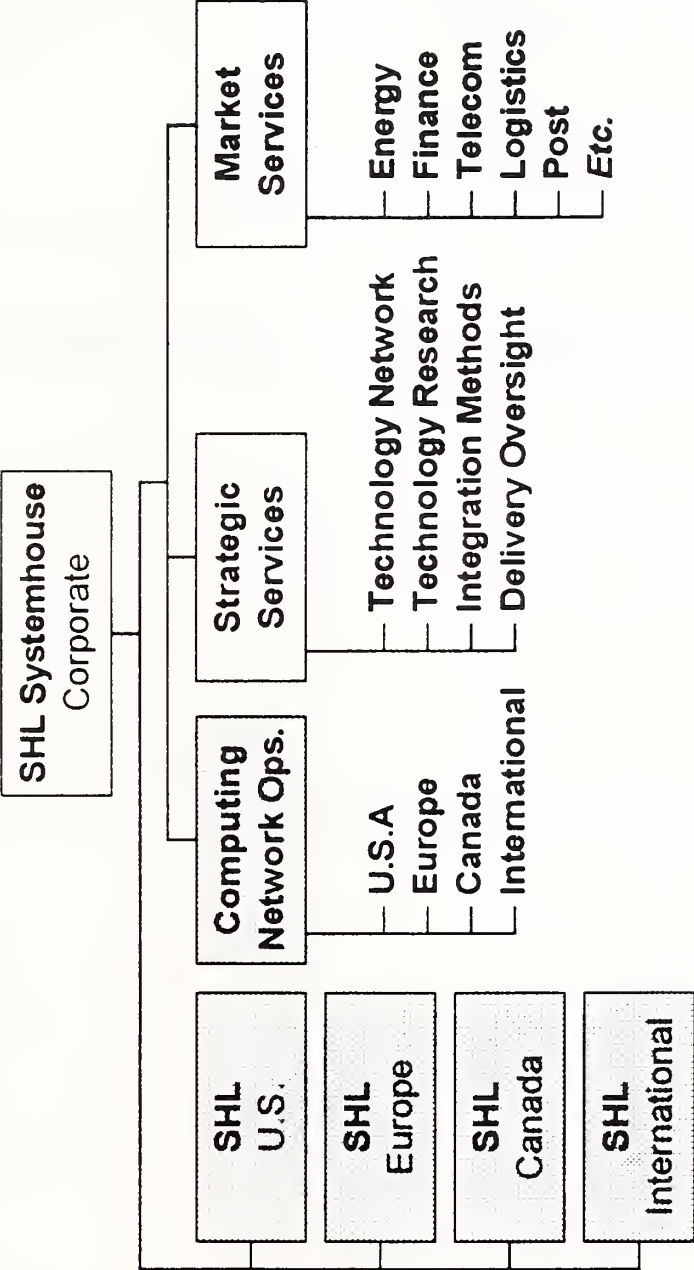 SHL Systemhouse
Corporate
SHL
U.S.
SHL
Europe
SHL
Canada
SHL
International
Computing
Network Ops.
U.S.A
Europe
Canada
International
Strategic
Services
Technology Network
Technology Research
Integration Methods
Delivery Oversight
Market
Services
Energy
Finance
Telecom
Logistics
Post
Etc.